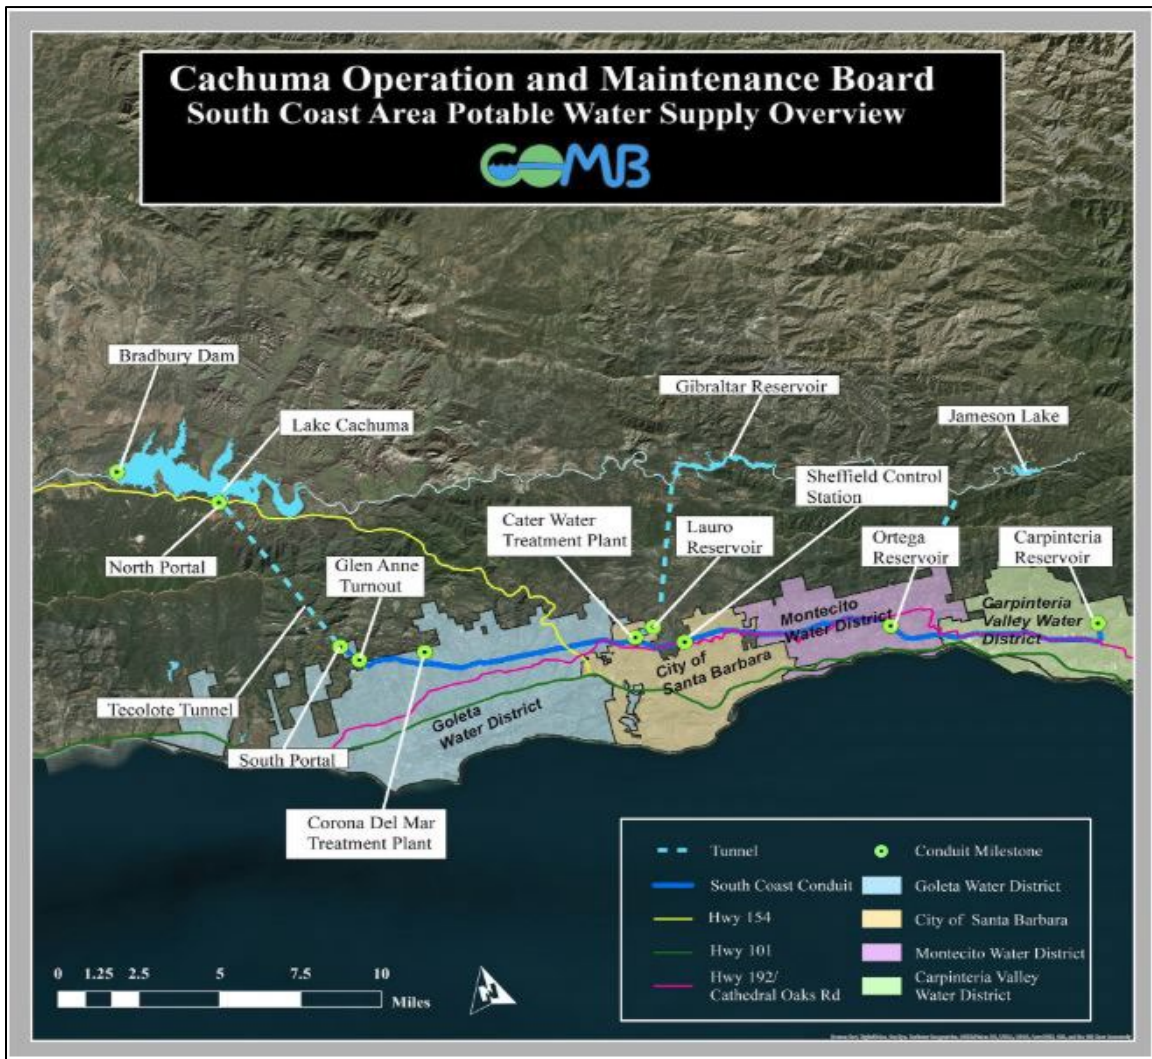 Cachuma Operation and Maintenance Board
South Coast Area Potable Water Supply Overview
COMB
Bradbury Dam
Lake Cachuma
Gibraltar Reservoir
Jameson Lake
Sheffield Control
Station
Cater Water
Treatment Plant
Lauro
Reservoir
Ortega
Reservoir
Carpinteria
Reservoir
North Portal
Glen Anne
Turnout
Tecolote Tunnel
South Portal
Corona Del Mar
Treatment Plant
Goleta
Water District
City of
Santa Barbara
Montecito
Water District
Carpinteria
Valley Water
District
Tunnel
South Coast Conduit
Hwy 154
Hwy 101
Hwy 192/
Cathedral Oaks Rd
Conduit Milestone
Goleta Water District
City of Santa Barbara
Montecito Water District
Carpinteria Valley
Water District
0 1.25 2.5 5 7.5 10
Miles
N